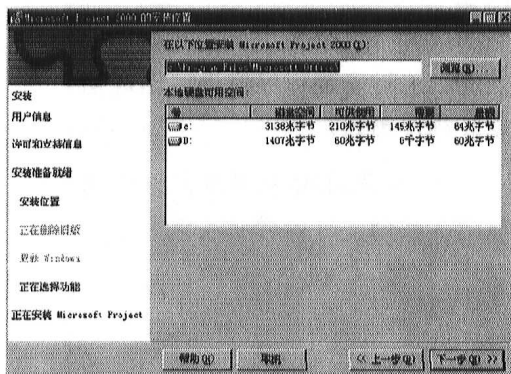 Microsoft Project 2000 的安装位置
在以下位置安装 Microsoft Project 2000(I):
C:\Program Files\Microsoft Office\
浏览(B)...
本地硬盘可用空间:
安装
用户信息
许可和支持信息
安装准备就绪
安装位置
正在删除旧版
更新 Windows
正在选择功能
正在安装 Microsoft Project
卷 磁盘空间 可供使用 需要 剩余
C: 3138兆字节 210兆字节 145兆字节 64兆字节
D: 1407兆字节 60兆字节 6千字节 60兆字节
帮助(H)
取消
<< 上一步(B)
下一步(N) >>